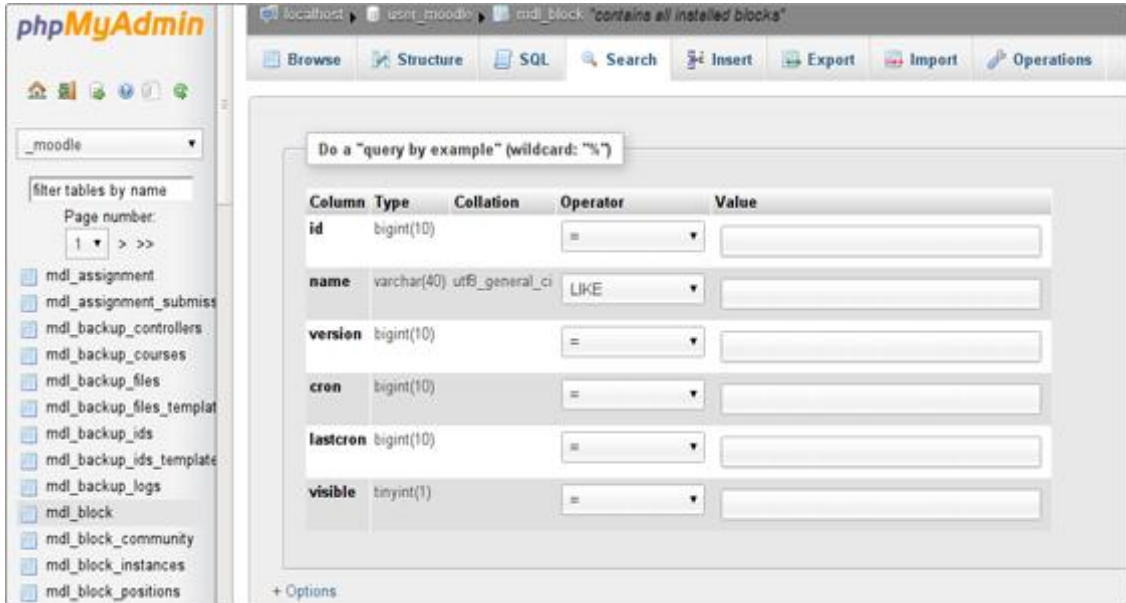 phpMyAdmin
localhost user_moodle mdl_block "contains all installed blocks"
Browse Structure SQL Search Insert Export Import Operations
_moodle
filter tables by name
Page number:
1 > >>
mdl_assignment
mdl_assignment_submiss
mdl_backup_controllers
mdl_backup_courses
mdl_backup_files
mdl_backup_files_templat
mdl_backup_ids
mdl_backup_ids_template
mdl_backup_logs
mdl_block
mdl_block_community
mdl_block_instances
mdl_block_positions
Do a "query by example" (wildcard: "%")
Column Type Collation Operator Value
id bigint(10) =
name varchar(40) utf8_general_ci LIKE
version bigint(10) =
cron bigint(10) =
lastcron bigint(10) =
visible tinyint(1) =
+ Options